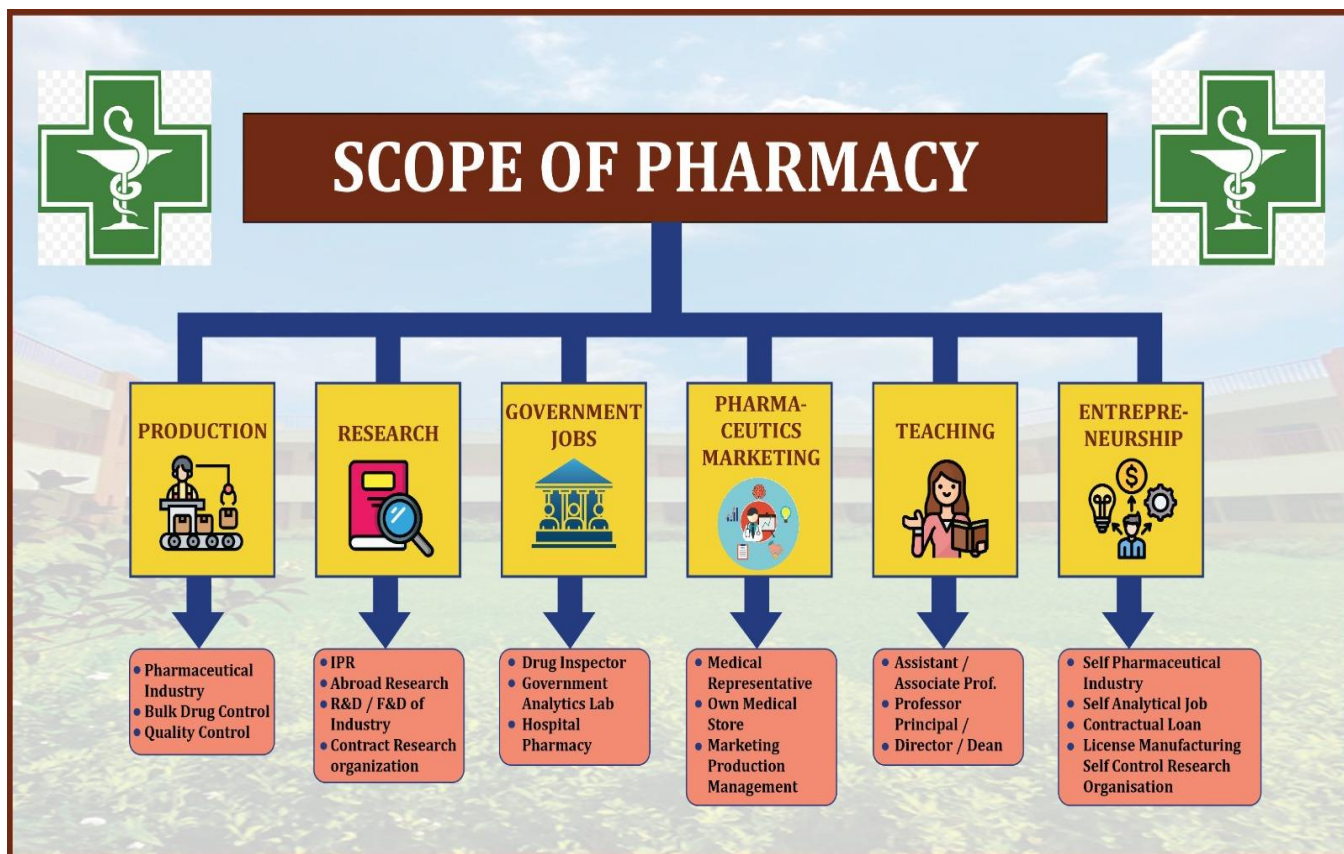 SCOPE OF PHARMACY
PRODUCTION
• Pharmaceutical
Industry
• Bulk Drug Control
• Quality Control
RESEARCH
• IPR
• Abroad Research
• R&D / F&D of
Industry
• Contract Research
organization
GOVERNMENT
JOBS
• Drug Inspector
• Government
Analytics Lab
• Hospital
Pharmacy
PHARMA-
CEUTICS
MARKETING
• Medical
Representative
• Own Medical
Store
• Marketing
Production
Management
TEACHING
• Assistant /
Associate Prof.
• Professor
Principal /
• Director / Dean
ENTREPRE-
NEURSHIP
• Self Pharmaceutical
Industry
• Self Analytical Job
• Contractual Loan
• License Manufacturing
Self Control Research
Organisation